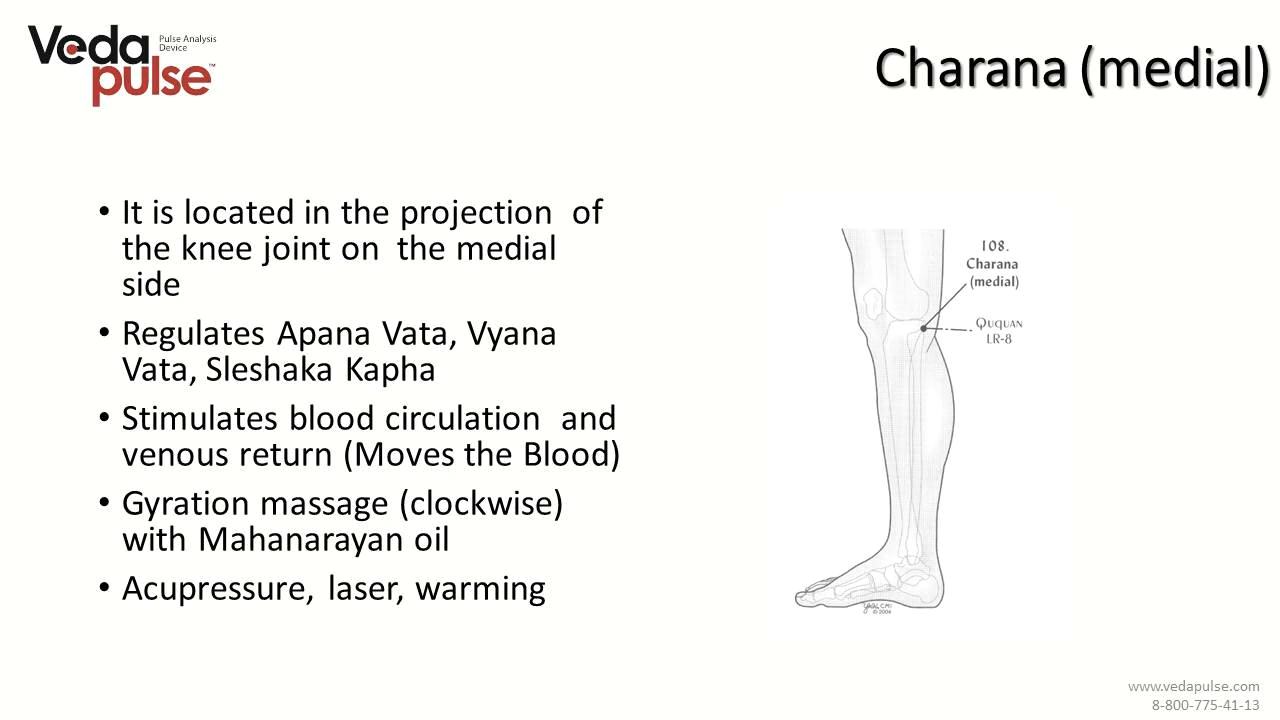 Veda
pulse™
Pulse Analysis
Device
Charana (medial)
• It is located in the projection of
the knee joint on the medial
side
• Regulates Apana Vata, Vyana
Vata, Sleshaka Kapha
• Stimulates blood circulation and
venous return (Moves the Blood)
• Gyration massage (clockwise)
with Mahanarayan oil
• Acupressure, laser, warming
108.
Charana
(medial)
Ququan
LR-8
CMI
© 2004
www.vedapulse.com
8-800-775-41-13